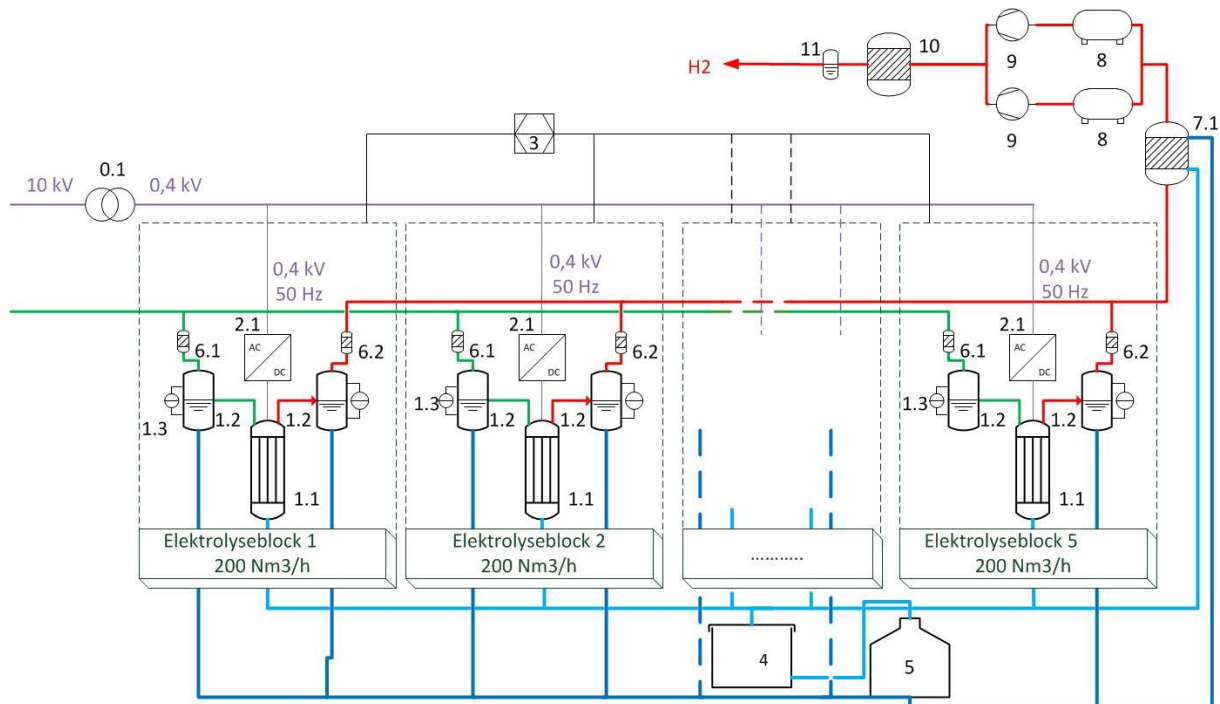 11
10
H2
9
8
9
8
7.1
3
0.1
10 kV
0,4 kV
0,4 kV
50 Hz
0,4 kV
50 Hz
0,4 kV
50 Hz
6.1
2.1
AC
DC
6.2
6.1
2.1
AC
DC
6.2
6.1
2.1
AC
DC
6.2
1.3
1.2
1.2
1.1
1.3
1.2
1.2
1.1
1.3
1.2
1.2
1.1
Elektrolyseblock 1
200 Nm3/h
Elektrolyseblock 2
200 Nm3/h
...........
Elektrolyseblock 5
200 Nm3/h
4
5